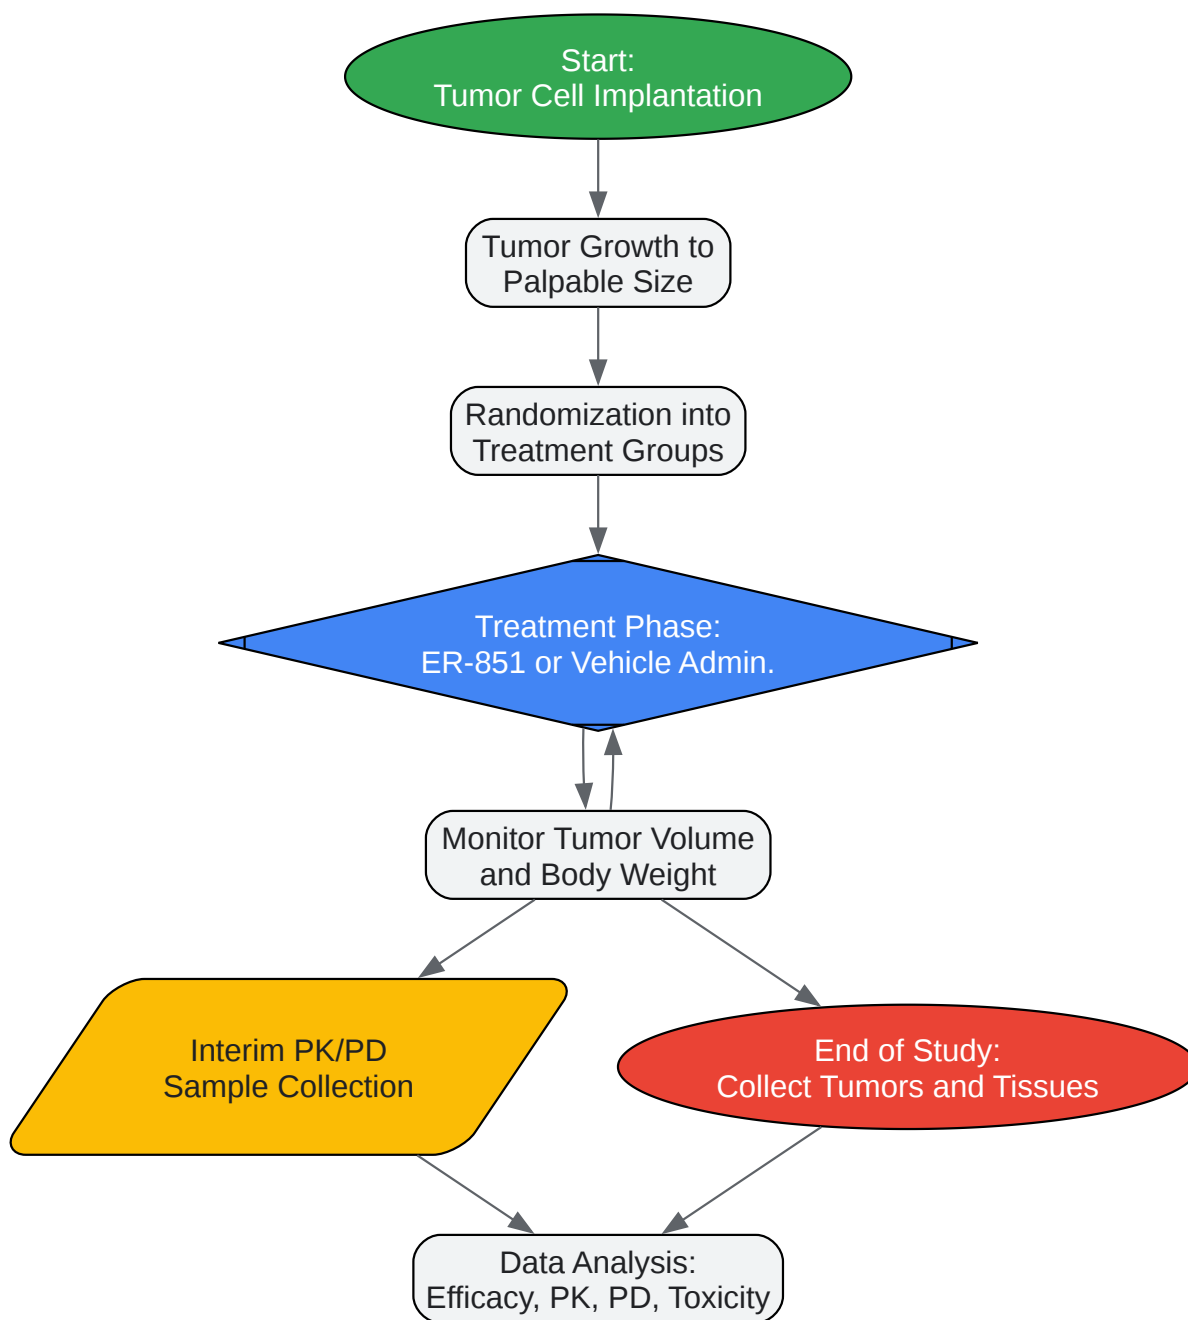 Start:
Tumor Cell Implantation
Tumor Growth to
Palpable Size
Randomization into
Treatment Groups
Treatment Phase:
ER-851 or Vehicle Admin.
Monitor Tumor Volume
and Body Weight
Interim PK/PD
Sample Collection
End of Study:
Collect Tumors and Tissues
Data Analysis:
Efficacy, PK, PD, Toxicity